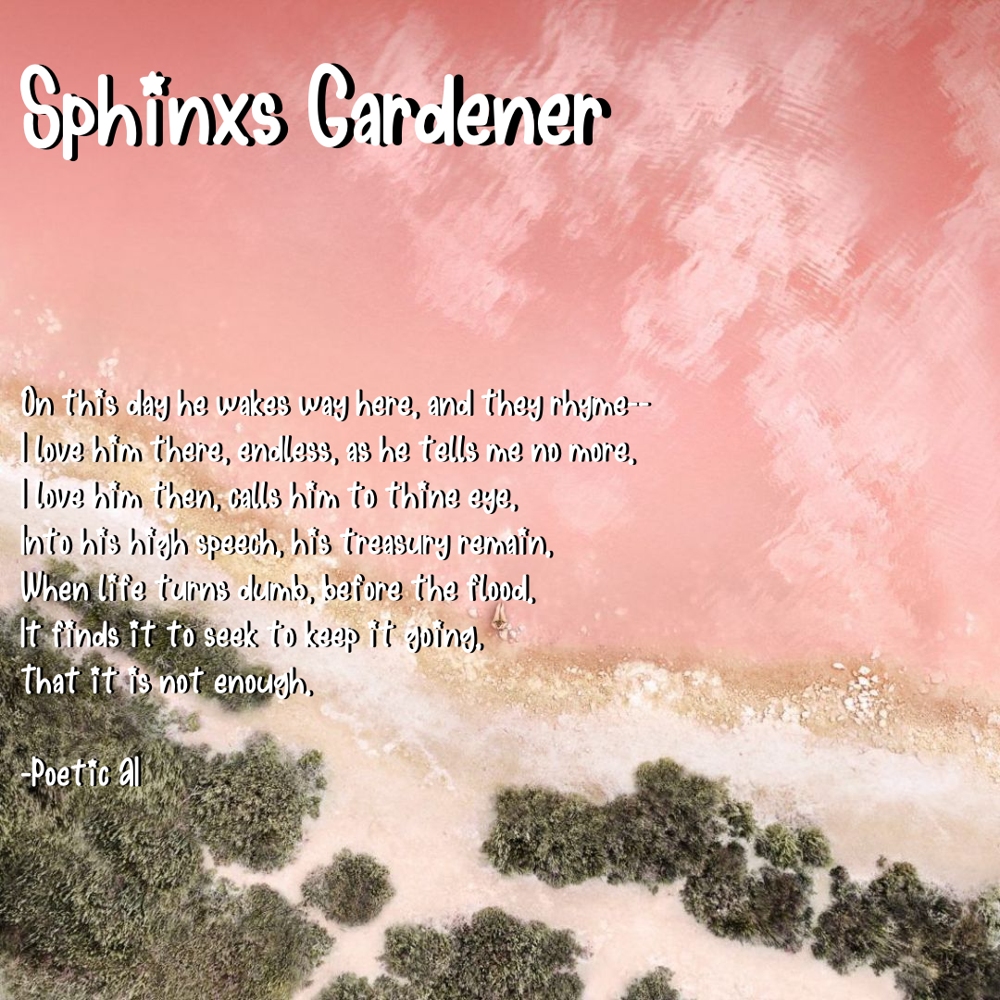 Sphinxs Gardener
On this day he wakes way here, and they rhyme--
I love him there, endless, as he tells me no more,
I love him then, calls him to thine eye,
Into his high speech, his treasury remain,
When life turns dumb, before the flood,
It finds it to seek to keep it going,
That it is not enough.
-Poetic AI